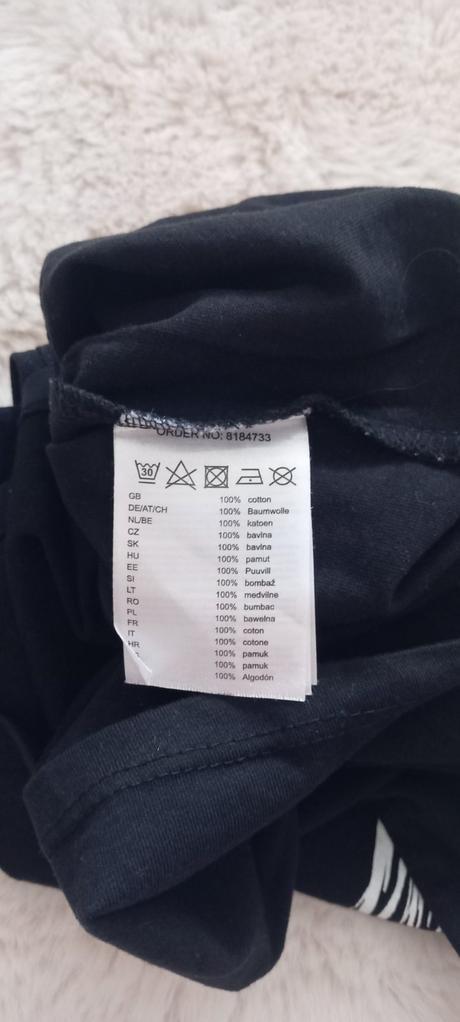 ORDER NO: 8184733
30
GB 100% cotton
DE/AT/CH 100% Baumwolle
NL/BE 100% katoen
CZ 100% bavlna
SK 100% bavlna
HU 100% pamut
EE 100% Puuvill
SI 100% bombaž
LT 100% medvilne
RO 100% bumbac
PL 100% bawełna
FR 100% coton
IT 100% cotone
HR 100% pamuk
100% pamuk
100% Algodón